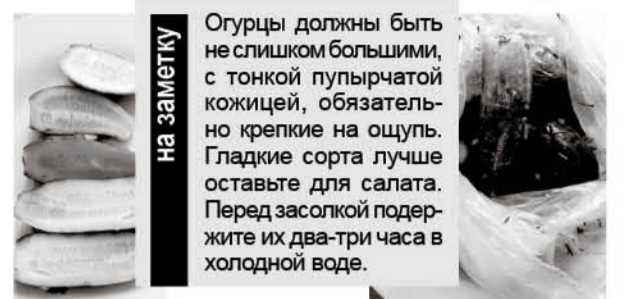 на заметку
Огурцы должны быть
не слишком большими,
с тонкой пупырчатой
кожицей, обязатель-
но крепкие на ощупь.
Гладкие сорта лучше
оставьте для салата.
Перед засолкой подер-
жите их два-три часа в
холодной воде.